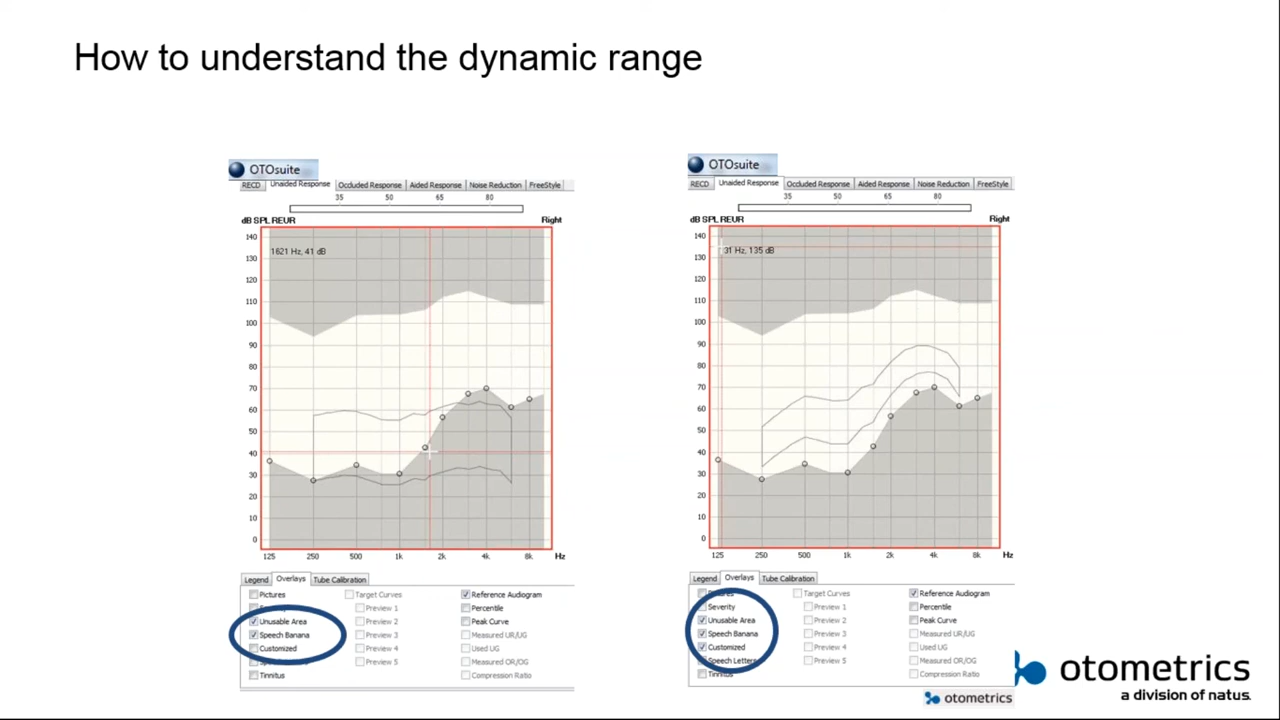 How to understand the dynamic range
OTOsuite
RECD Unaided Response Occluded Response Aided Response Noise Reduction FreeStyle
35 50 65 80
dB SPL REUR Right
140
1621 Hz, 41 dB
130
120
110
100
90
80
70
60
50
40
30
20
10
0
125 250 500 1k 2k 4k 8k Hz
Legend Overlays Tube Calibration
Pictures Target Curves Reference Audiogram
Preview 1 Percentile
Unusable Area Preview 2 Peak Curve
Speech Banana Preview 3 Measured UR/UG
Customized Preview 4 Used UG
Preview 5 Measured OR/OG
Tinnitus Compression Ratio
OTOsuite
RECD Unaided Response Occluded Response Aided Response Noise Reduction FreeStyle
35 50 65 80
dB SPL REUR Right
140
31 Hz, 135 dB
130
120
110
100
90
80
70
60
50
40
30
20
10
0
125 250 500 1k 2k 4k 8k Hz
Legend Overlays Tube Calibration
Target Curves Reference Audiogram
Severity Preview 1 Percentile
Unusable Area Preview 2 Peak Curve
Speech Banana Preview 3 Measured UR/UG
Customized Preview 4 Used UG
Speech Letters Preview 5 Measured OR/OG
Tinnitus Compression Ratio
otometrics
otometrics
a division of natus.